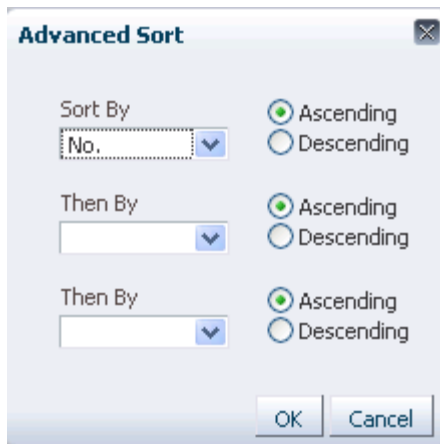 Advanced Sort
Sort By
Ascending
No.
Descending
Then By
Ascending
Descending
Then By
Ascending
Descending
OK
Cancel